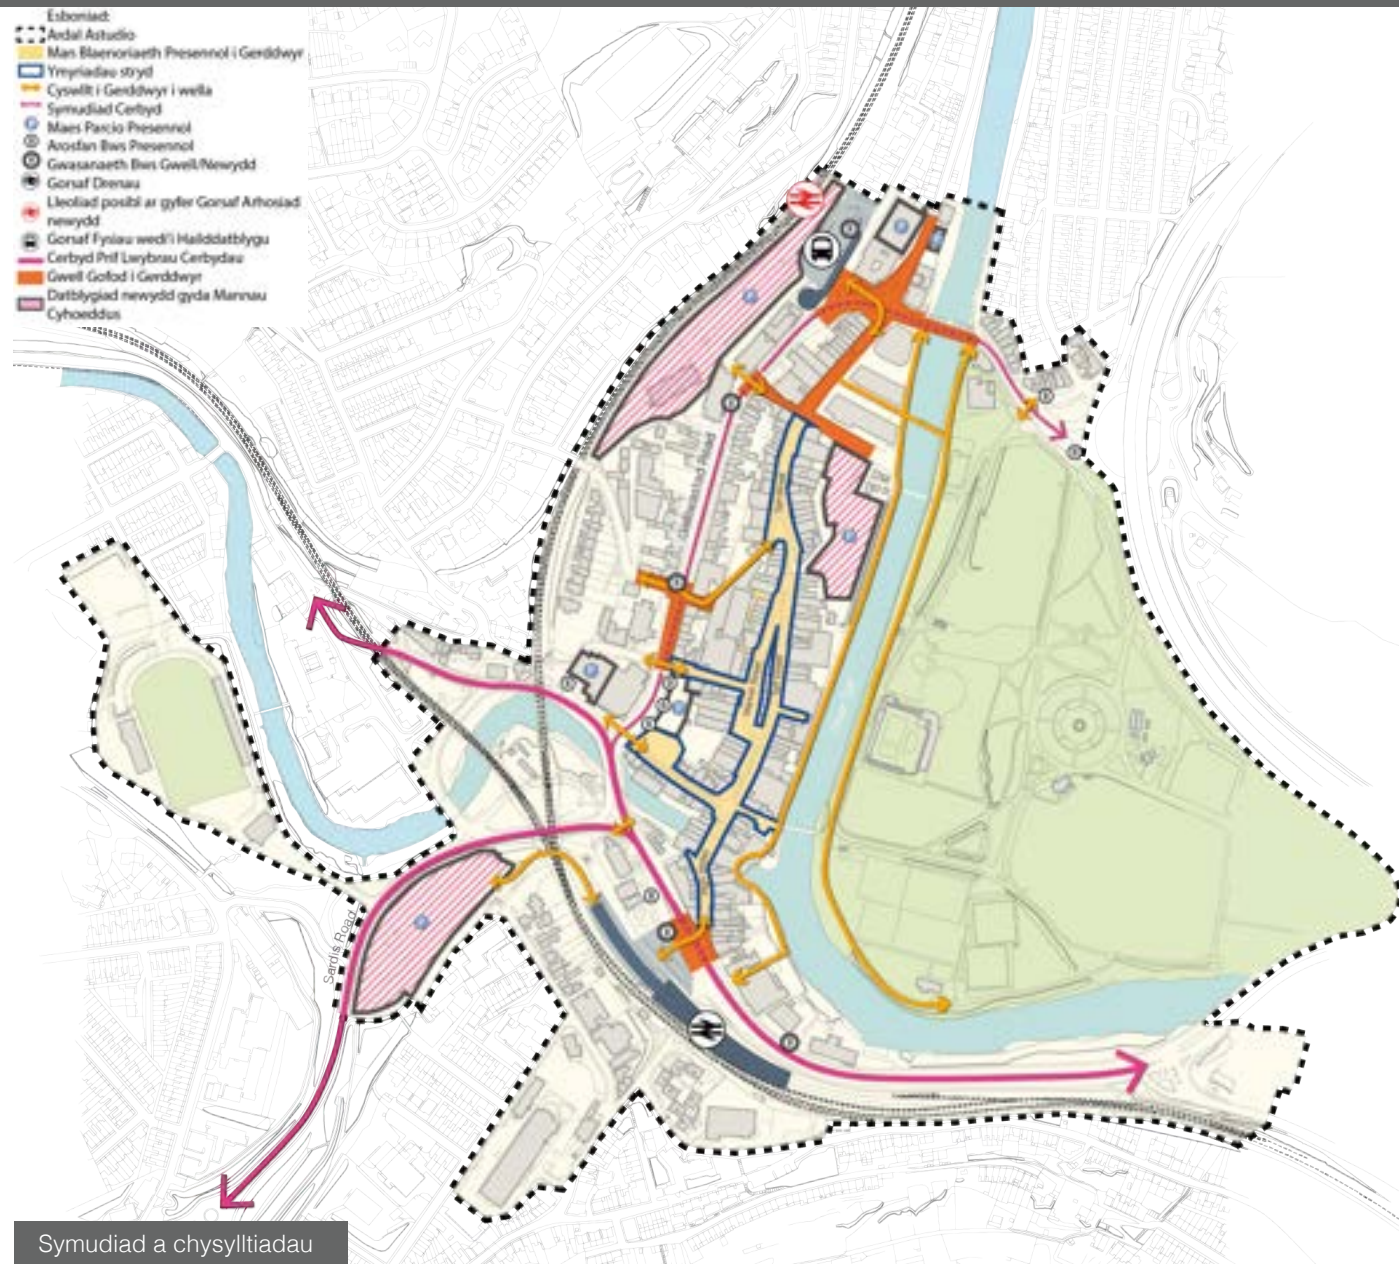 Esboniad:
Ardal Astudio
Man Blaenoriaeth Presennol i Gerddwyr
Ymyriadau stryd
Cyswllt i Gerddwyr i wella
Symudiad Cerbyd
Maes Parcio Presennol
Arosfan Bws Presennol
Gwasanaeth Bws Gwell/Newydd
Gorsaf Drenau
Lleoliad posibl ar gyfer Gorsaf Arhosiad
newydd
Gorsaf Fysiau wedi'i Hailddatblygu
Cerbyd Prif Lwybrau Cerbydau
Gwell Gofod i Gerddwyr
Datblygiad newydd gyda Mannau
Cyhoeddus
Sardis Road
Symudiad a chysylltiadau